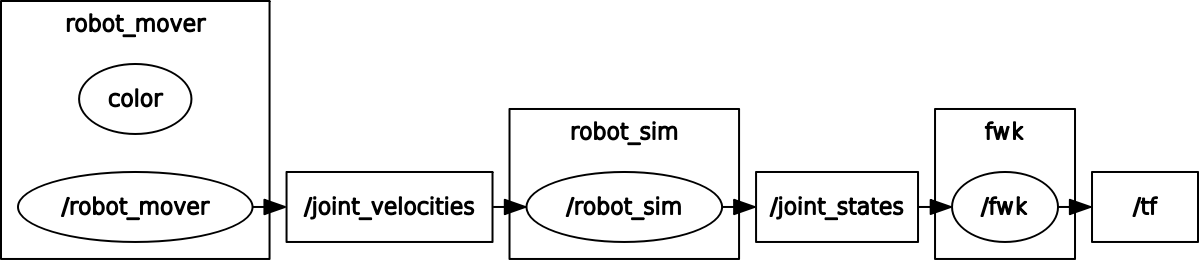 robot_mover
color
robot_sim
fwk
/robot_mover
/joint_velocities
/robot_sim
/joint_states
/fwk
/tf